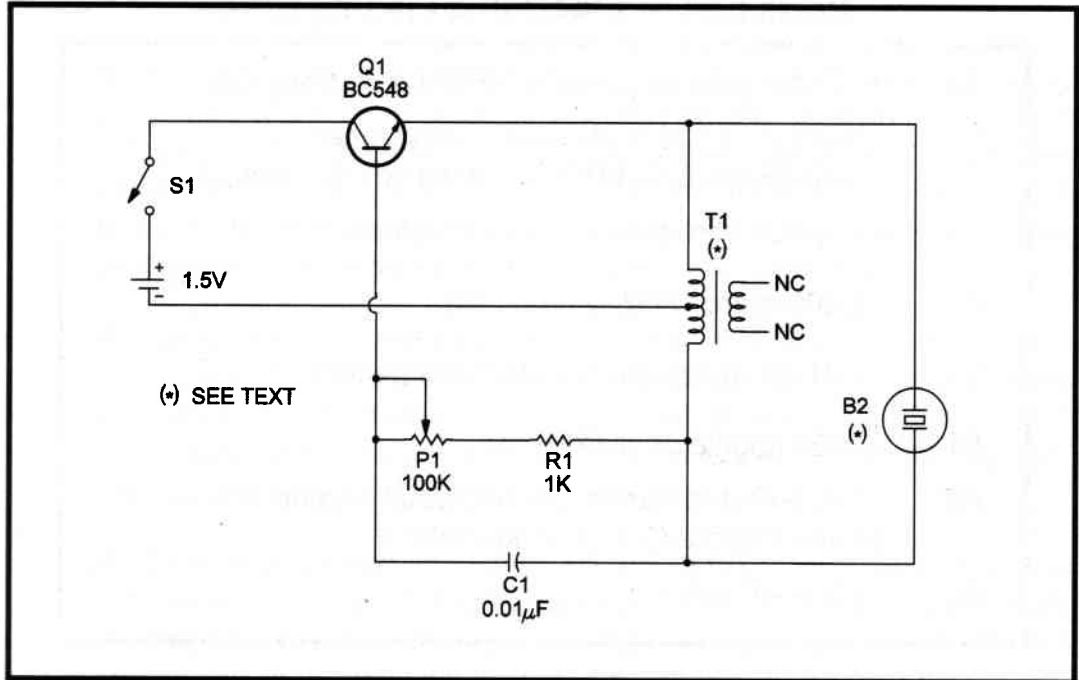 Q1
BC548
S1
T1
(*)
NC
NC
+
1.5V
-
(*) SEE TEXT
B2
(*)
P1
100K
R1
1K
C1
0.01μF